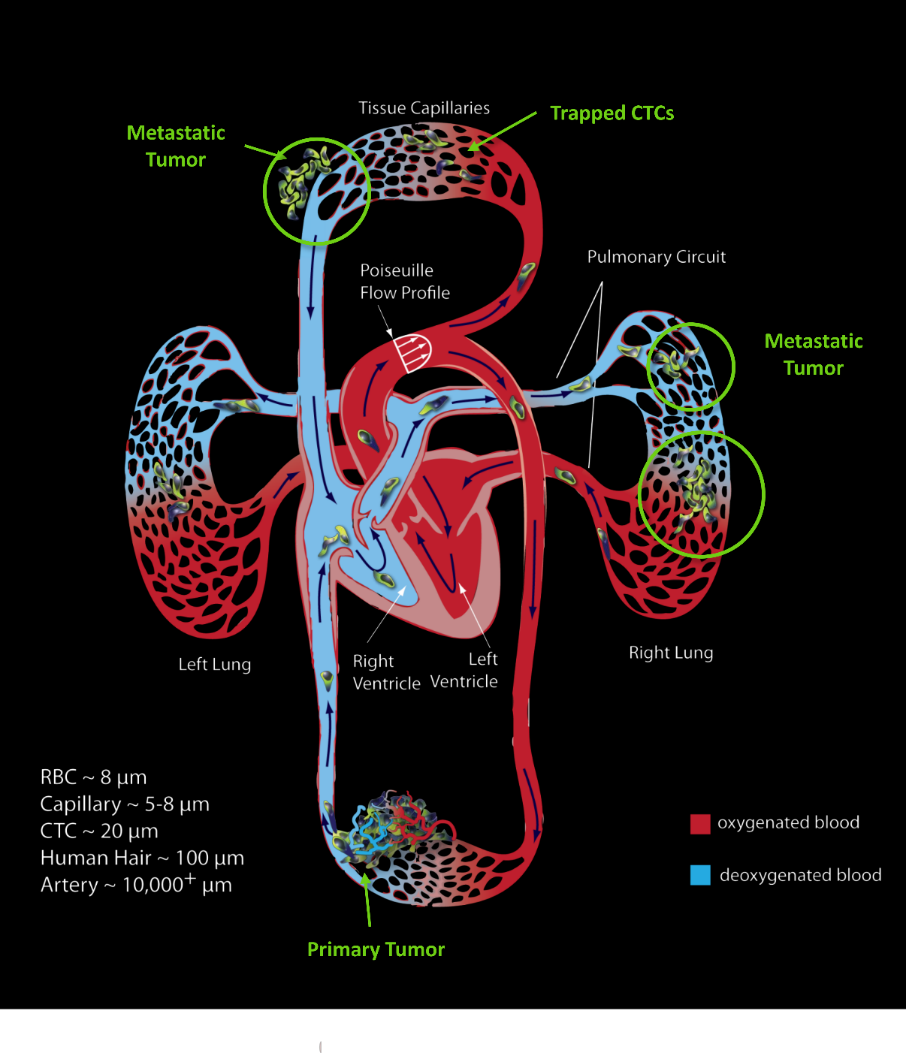 Tissue Capillaries
Trapped CTCs
Metastatic
Tumor
Pulmonary Circuit
Poiseuille
Flow Profile
Metastatic
Tumor
Left Lung
Right
Ventricle
Left
Ventricle
Right Lung
RBC ~ 8 µm
Capillary ~ 5-8 µm
CTC ~ 20 µm
Human Hair ~ 100 µm
Artery ~ 10,000⁺ µm
oxygenated blood
deoxygenated blood
Primary Tumor